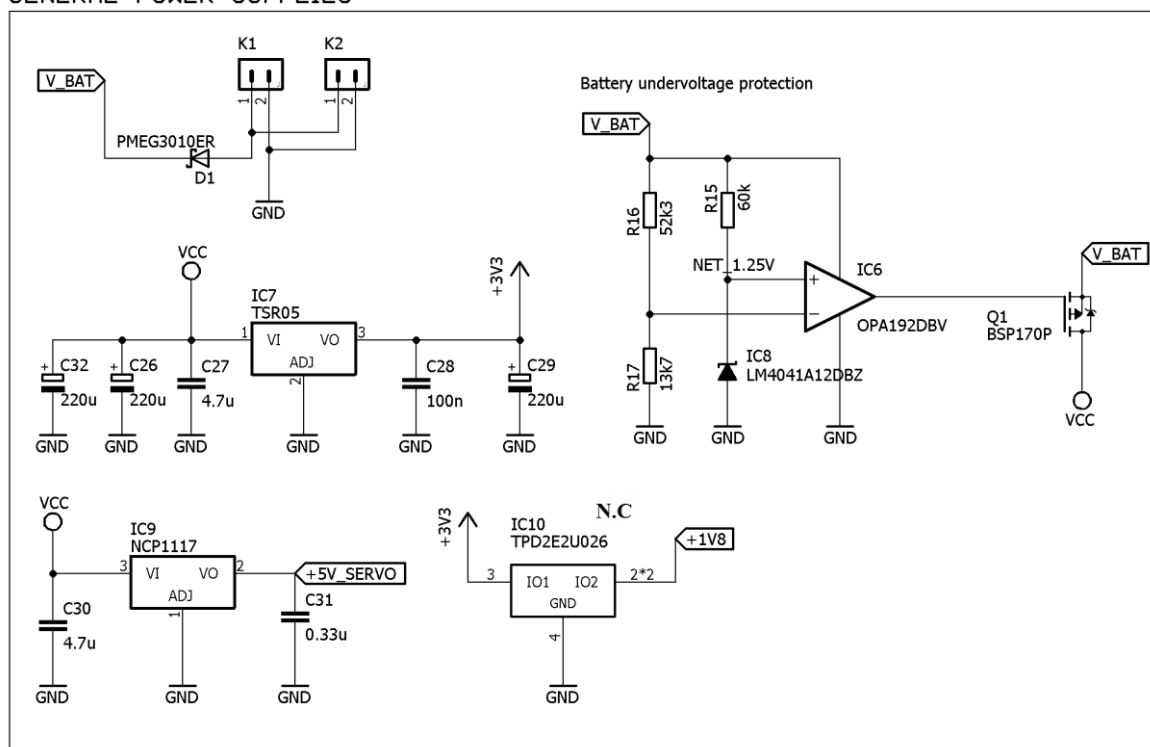 GENERAL POWER SUPPLIES
K1
K2
V_BAT
1
2
1
2
PMEG3010ER
D1
GND
Battery undervoltage protection
V_BAT
R16
52k3
R15
60k
NET_1.25V
+
-
IC6
OPA192DBV
V_BAT
Q1
BSP170P
VCC
R17
13k7
IC8
LM4041A12DBZ
GND
GND
GND
VCC
+3V3
IC7
TSR05
1
VI
VO
3
ADJ
2
+
C32
220u
+
C26
220u
C27
4.7u
C28
100n
+
C29
220u
GND
GND
GND
GND
GND
GND
VCC
IC9
NCP1117
3
VI
VO
2
ADJ
1
+5V_SERVO
C30
4.7u
C31
0.33u
GND
GND
GND
N.C
+3V3
IC10
TPD2E2U026
+1V8
3
IO1
IO2
2*2
GND
4
GND